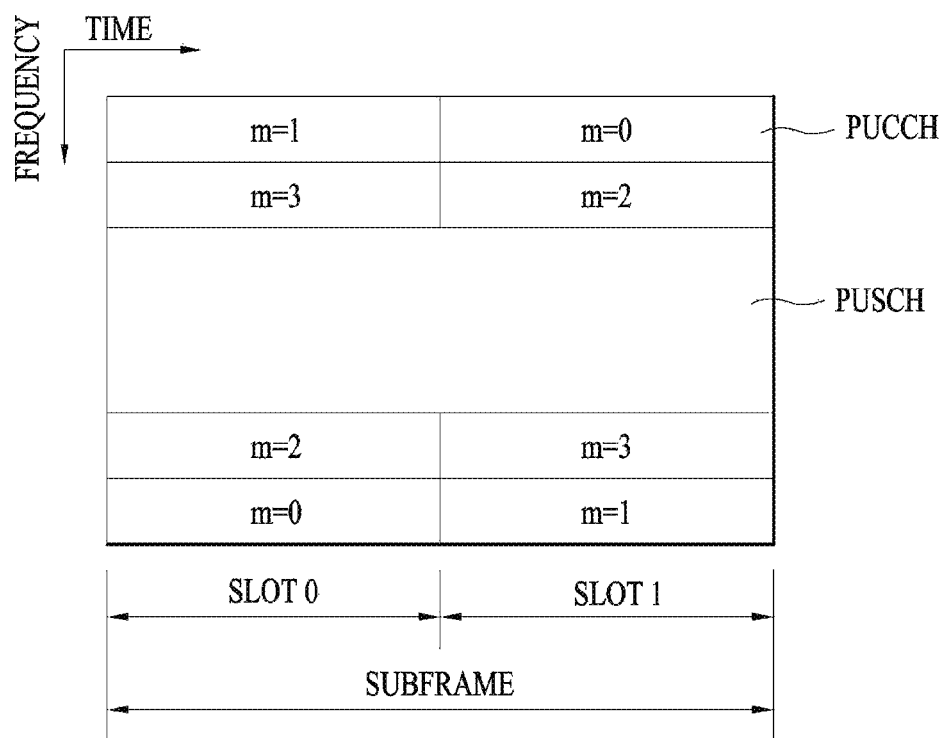 TIME
FREQUENCY
m=1
m=0
PUCCH
m=3
m=2
PUSCH
m=2
m=3
m=0
m=1
SLOT 0
SLOT 1
SUBFRAME